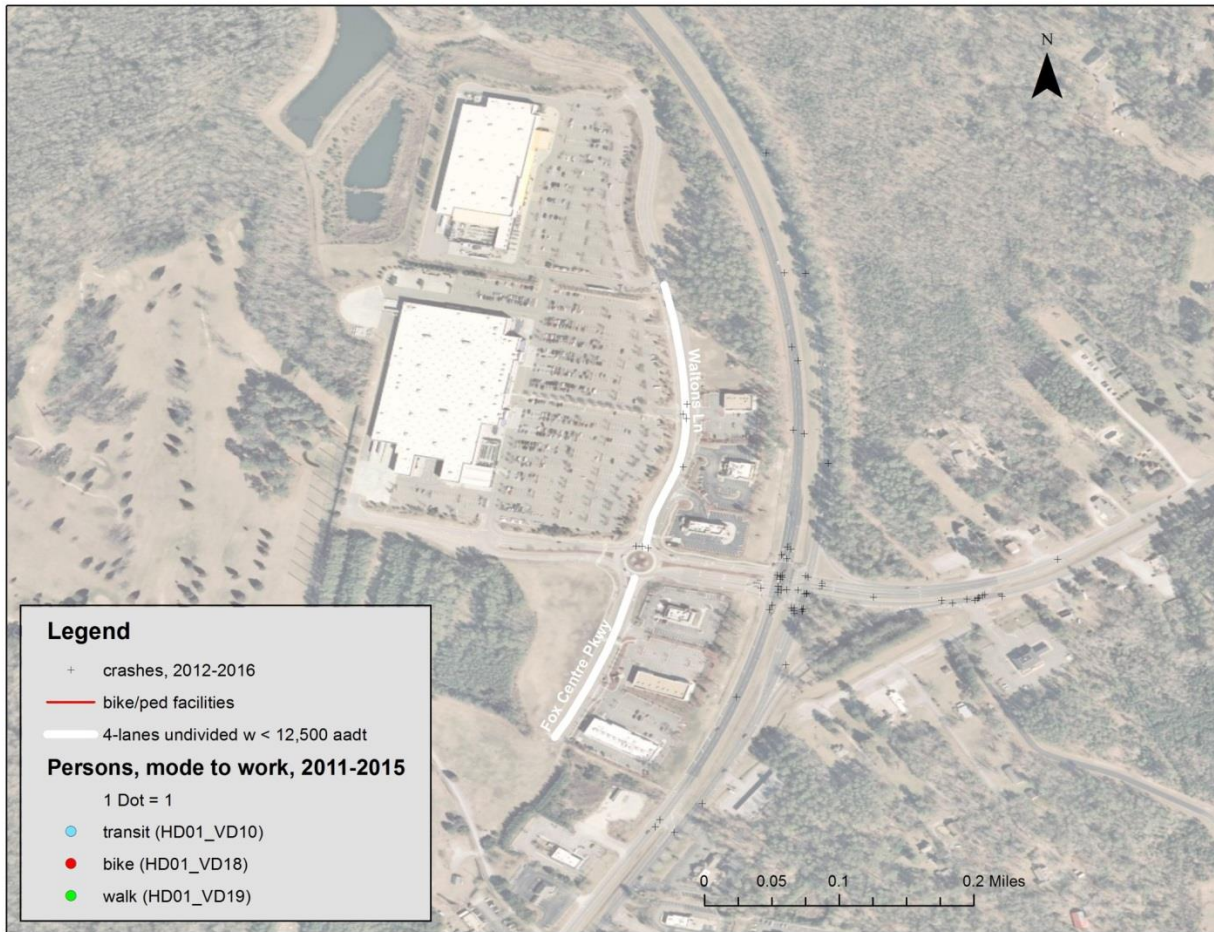 N
Waltons Ln
Fox Centre Pkwy
Legend
crashes, 2012-2016
bike/ped facilities
4-lanes undivided w < 12,500 aadt
Persons, mode to work, 2011-2015
1 Dot = 1
transit (HD01_VD10)
bike (HD01_VD18)
walk (HD01_VD19)
0 0.05 0.1 0.2 Miles